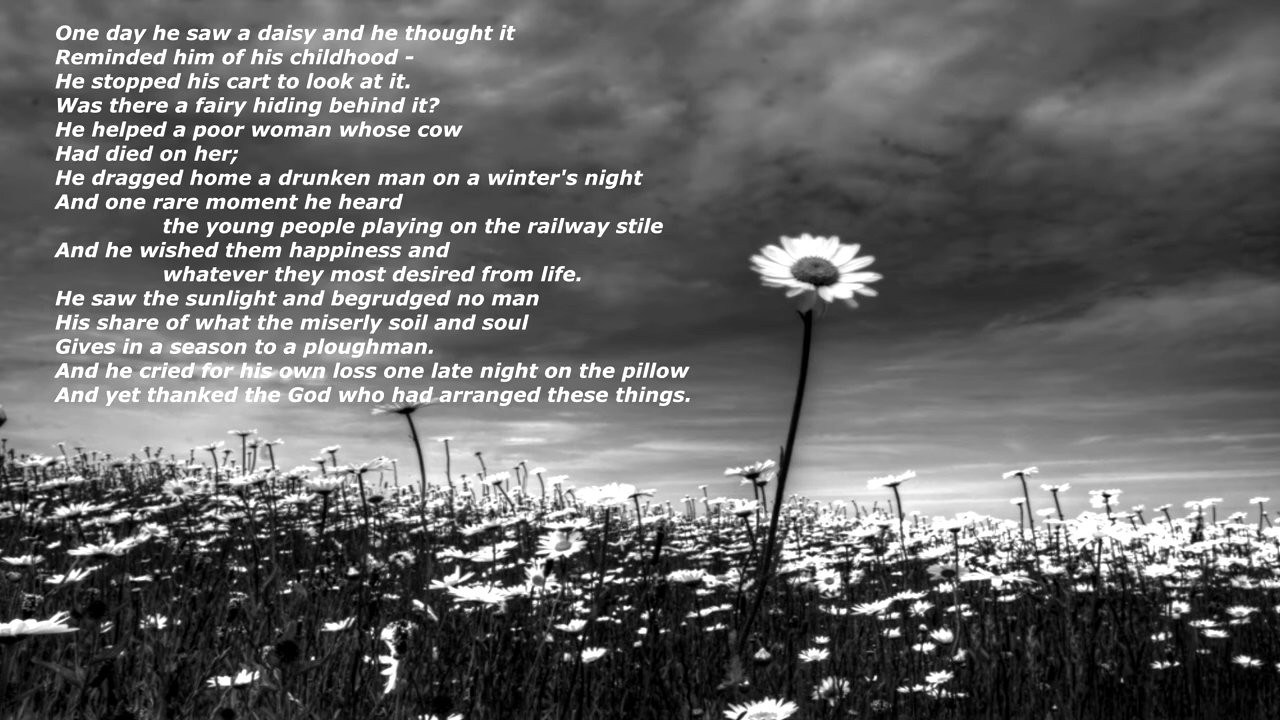 One day he saw a daisy and he thought it
Reminded him of his childhood -
He stopped his cart to look at it.
Was there a fairy hiding behind it?
He helped a poor woman whose cow
Had died on her;
He dragged home a drunken man on a winter's night
And one rare moment he heard
the young people playing on the railway stile
And he wished them happiness and
whatever they most desired from life.
He saw the sunlight and begrudged no man
His share of what the miserly soil and soul
Gives in a season to a ploughman.
And he cried for his own loss one late night on the pillow
And yet thanked the God who had arranged these things.